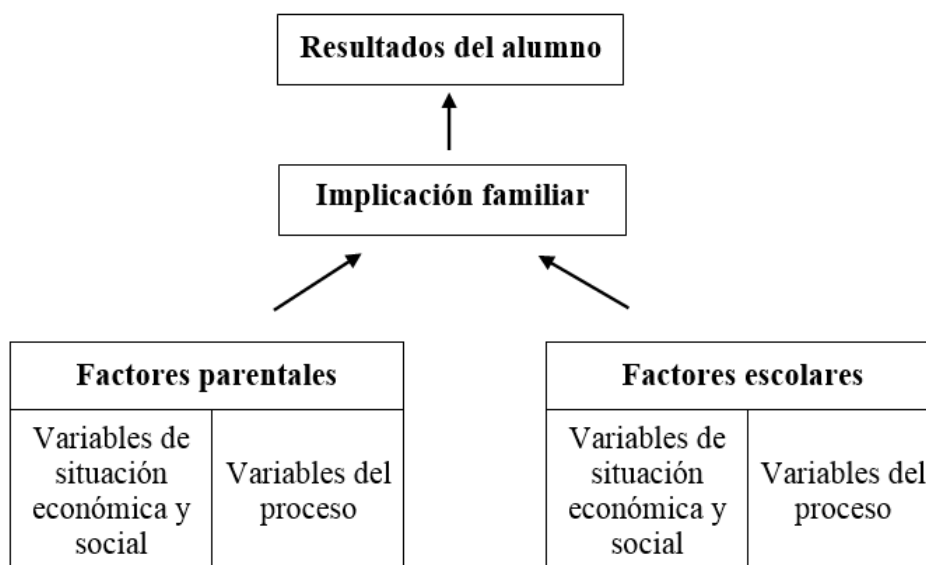 Resultados del alumno
Implicación familiar
Factores parentales
Variables de
situación
económica y
social
Variables del
proceso
Factores escolares
Variables de
situación
económica y
social
Variables del
proceso